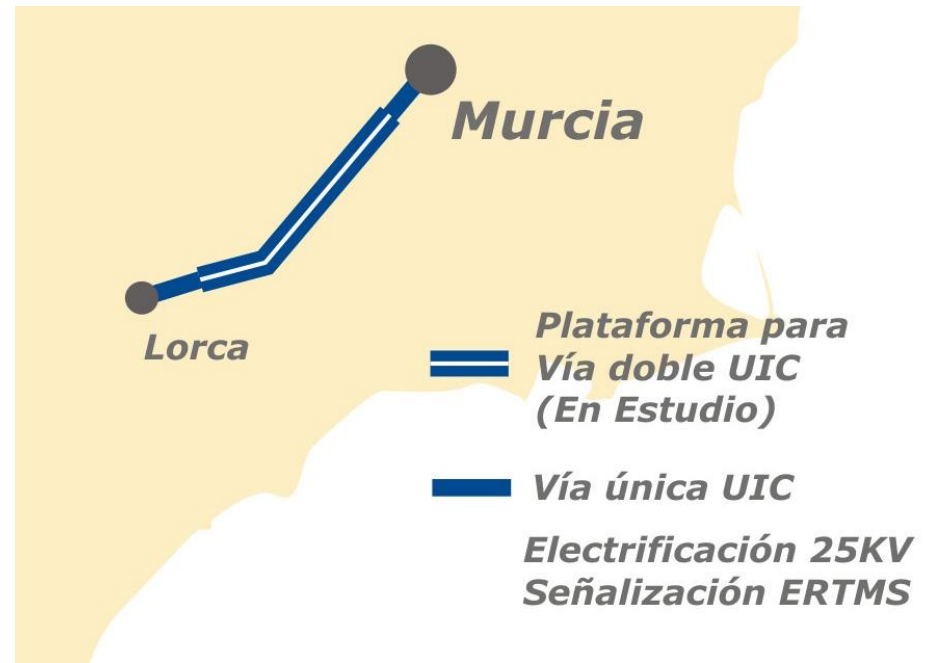 Murcia
Lorca
Plataforma para
Vía doble UIC
(En Estudio)
Vía única UIC
Electrificación 25KV
Señalización ERTMS